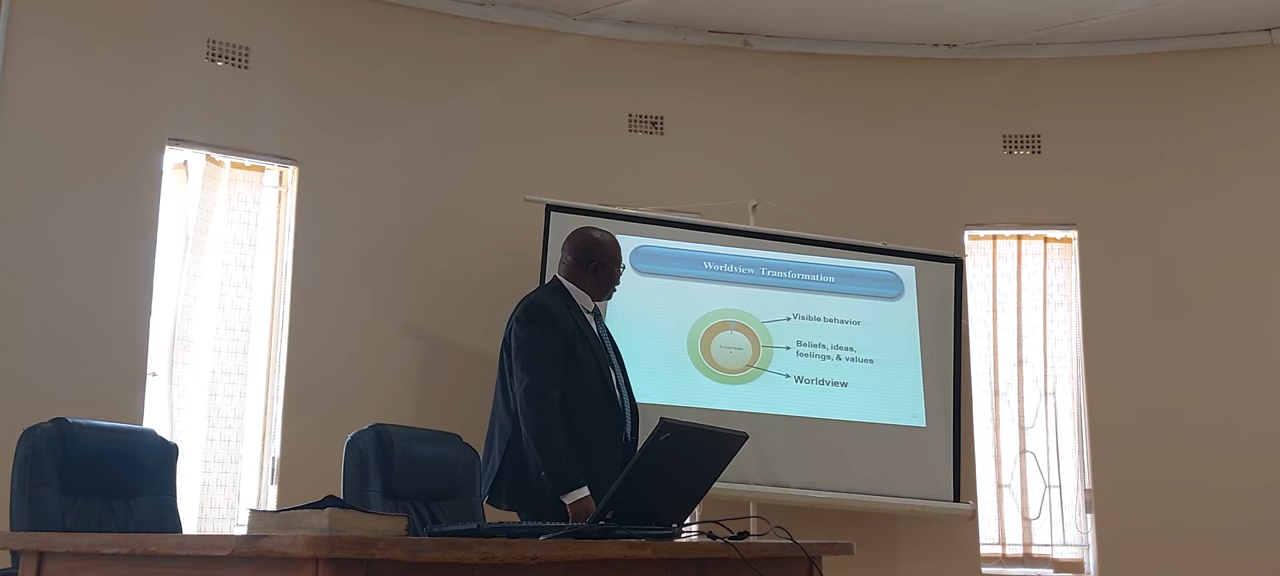 Worldview Transformation
Visible behavior
Beliefs, ideas,
feelings, & values
Worldview